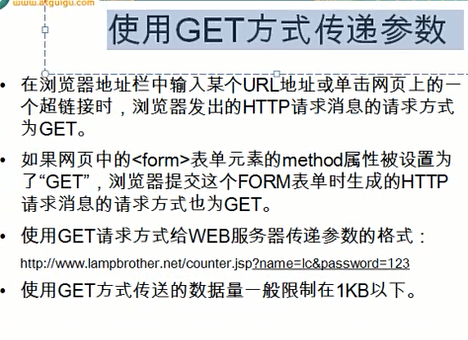 www.atguigu.com
使用GET方式传递参数
• 在浏览器地址栏中输入某个URL地址或单击网页上的一
个超链接时，浏览器发出的HTTP请求消息的请求方式
为GET。
• 如果网页中的<form>表单元素的method属性被设置为
了“GET”，浏览器提交这个FORM表单时生成的HTTP
请求消息的请求方式也为GET。
• 使用GET请求方式给WEB服务器传递参数的格式：
http://www.lampbrother.net/counter.jsp?name=lc&password=123
• 使用GET方式传送的数据量一般限制在1KB以下。